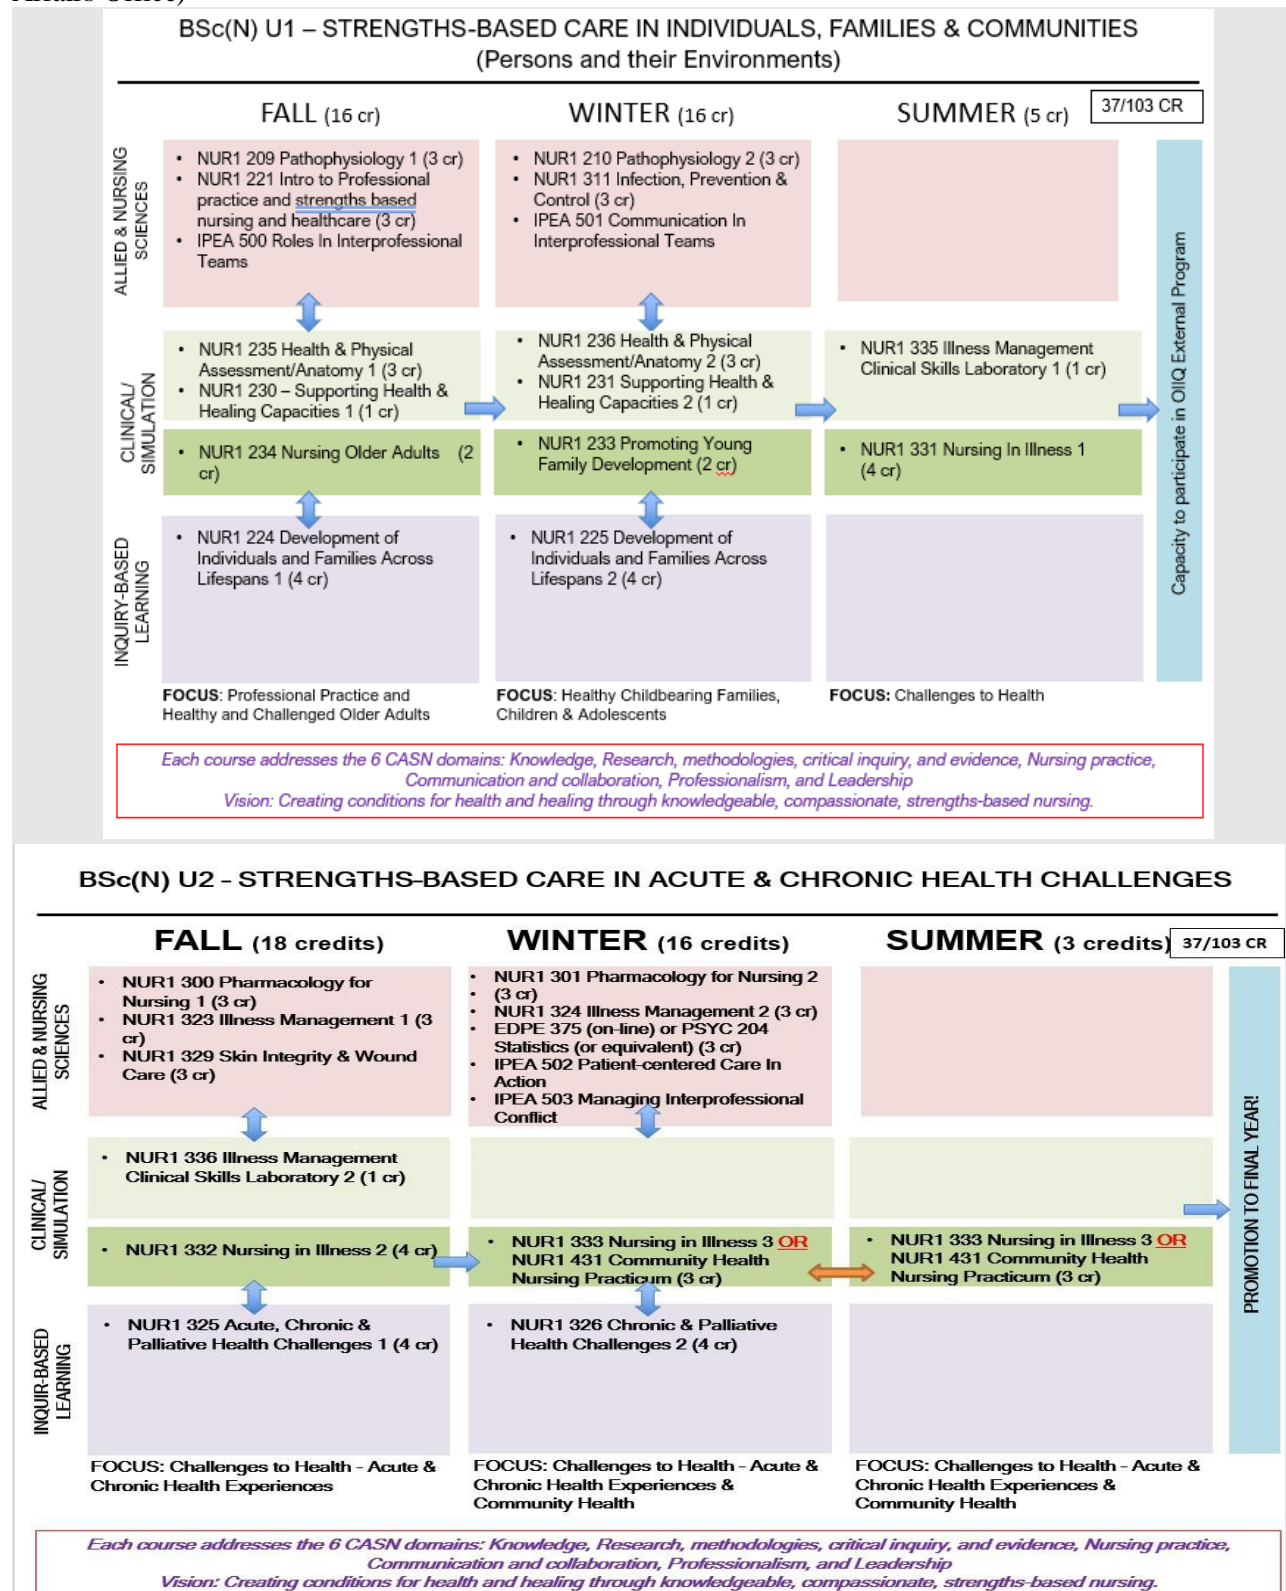 Affairs Office)
BSc(N) U1 – STRENGTHS-BASED CARE IN INDIVIDUALS, FAMILIES & COMMUNITIES
(Persons and their Environments)
FALL (16 cr)
WINTER (16 cr)
SUMMER (5 cr)
37/103 CR
ALLIED & NURSING
SCIENCES
• NUR1 209 Pathophysiology 1 (3 cr)
• NUR1 221 Intro to Professional
practice and strengths based
nursing and healthcare (3 cr)
• IPEA 500 Roles In Interprofessional
Teams
• NUR1 210 Pathophysiology 2 (3 cr)
• NUR1 311 Infection, Prevention &
Control (3 cr)
• IPEA 501 Communication In
Interprofessional Teams
CLINICAL/
SIMULATION
• NUR1 235 Health & Physical
Assessment/Anatomy 1 (3 cr)
• NUR1 230 – Supporting Health &
Healing Capacities 1 (1 cr)
• NUR1 236 Health & Physical
Assessment/Anatomy 2 (3 cr)
• NUR1 231 Supporting Health &
Healing Capacities 2 (1 cr)
• NUR1 335 Illness Management
Clinical Skills Laboratory 1 (1 cr)
• NUR1 234 Nursing Older Adults (2
cr)
• NUR1 233 Promoting Young
Family Development (2 cr)
• NUR1 331 Nursing In Illness 1
(4 cr)
INQUIRY-BASED
LEARNING
• NUR1 224 Development of
Individuals and Families Across
Lifespans 1 (4 cr)
• NUR1 225 Development of
Individuals and Families Across
Lifespans 2 (4 cr)
Capacity to participate in OIIQ External Program
FOCUS: Professional Practice and
Healthy and Challenged Older Adults
FOCUS: Healthy Childbearing Families,
Children & Adolescents
FOCUS: Challenges to Health
Each course addresses the 6 CASN domains: Knowledge, Research, methodologies, critical inquiry, and evidence, Nursing practice,
Communication and collaboration, Professionalism, and Leadership
Vision: Creating conditions for health and healing through knowledgeable, compassionate, strengths-based nursing.
BSc(N) U2 - STRENGTHS-BASED CARE IN ACUTE & CHRONIC HEALTH CHALLENGES
FALL (18 credits)
WINTER (16 credits)
SUMMER (3 credits)
37/103 CR
ALLIED & NURSING
SCIENCES
• NUR1 300 Pharmacology for
Nursing 1 (3 cr)
• NUR1 323 Illness Management 1 (3
cr)
• NUR1 329 Skin Integrity & Wound
Care (3 cr)
• NUR1 301 Pharmacology for Nursing 2
• (3 cr)
• NUR1 324 Illness Management 2 (3 cr)
• EDPE 375 (on-line) or PSYC 204
Statistics (or equivalent) (3 cr)
• IPEA 502 Patient-centered Care In
Action
• IPEA 503 Managing Interprofessional
Conflict
CLINICAL/
SIMULATION
• NUR1 336 Illness Management
Clinical Skills Laboratory 2 (1 cr)
• NUR1 332 Nursing in Illness 2 (4 cr)
• NUR1 333 Nursing in Illness 3 OR
NUR1 431 Community Health
Nursing Practicum (3 cr)
• NUR1 333 Nursing in Illness 3 OR
NUR1 431 Community Health
Nursing Practicum (3 cr)
INQUIR-BASED
LEARNING
• NUR1 325 Acute, Chronic &
Palliative Health Challenges 1 (4 cr)
• NUR1 326 Chronic & Palliative
Health Challenges 2 (4 cr)
PROMOTION TO FINAL YEAR!
FOCUS: Challenges to Health - Acute &
Chronic Health Experiences
FOCUS: Challenges to Health - Acute &
Chronic Health Experiences &
Community Health
FOCUS: Challenges to Health - Acute &
Chronic Health Experiences &
Community Health
Each course addresses the 6 CASN domains: Knowledge, Research, methodologies, critical inquiry, and evidence, Nursing practice,
Communication and collaboration, Professionalism, and Leadership
Vision: Creating conditions for health and healing through knowledgeable, compassionate, strengths-based nursing.